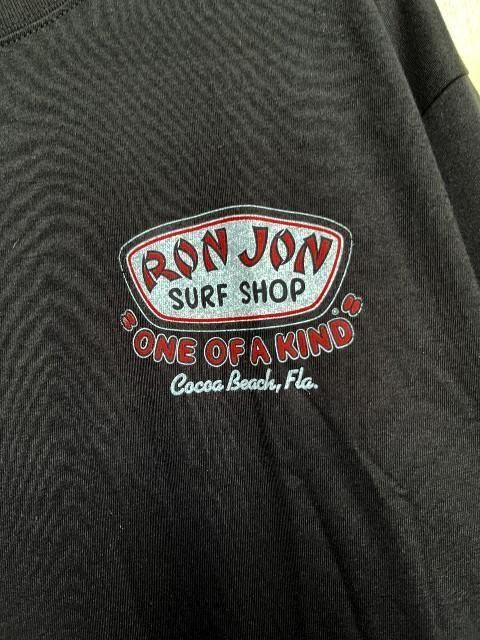 RON JON
SURF SHOP
"ONE OF A KIND"®
Cocoa Beach, Fla.